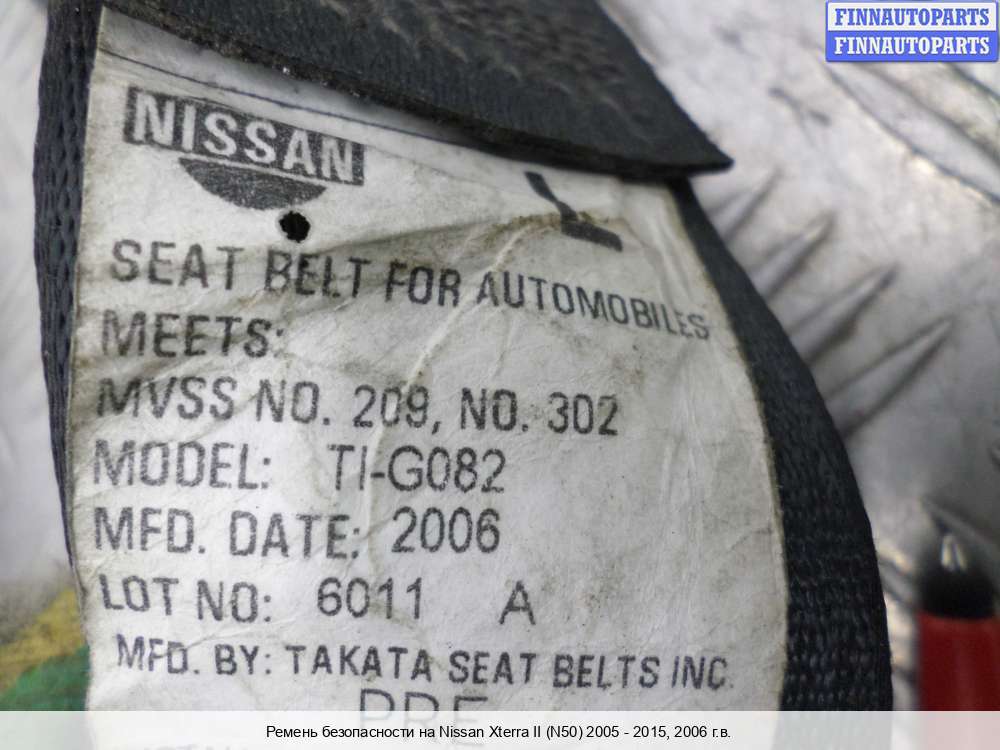 FINNAUTOPARTS
FINNAUTOPARTS
NISSAN
L
SEAT BELT FOR AUTOMOBILES
MEETS:
MVSS NO. 209, NO. 302
MODEL: TI-G082
MFD. DATE: 2006
LOT NO: 6011 A
MFD. BY: TAKATA SEAT BELTS INC.
PRE
Ремень безопасности на Nissan Xterra II (N50) 2005 - 2015, 2006 г.в.